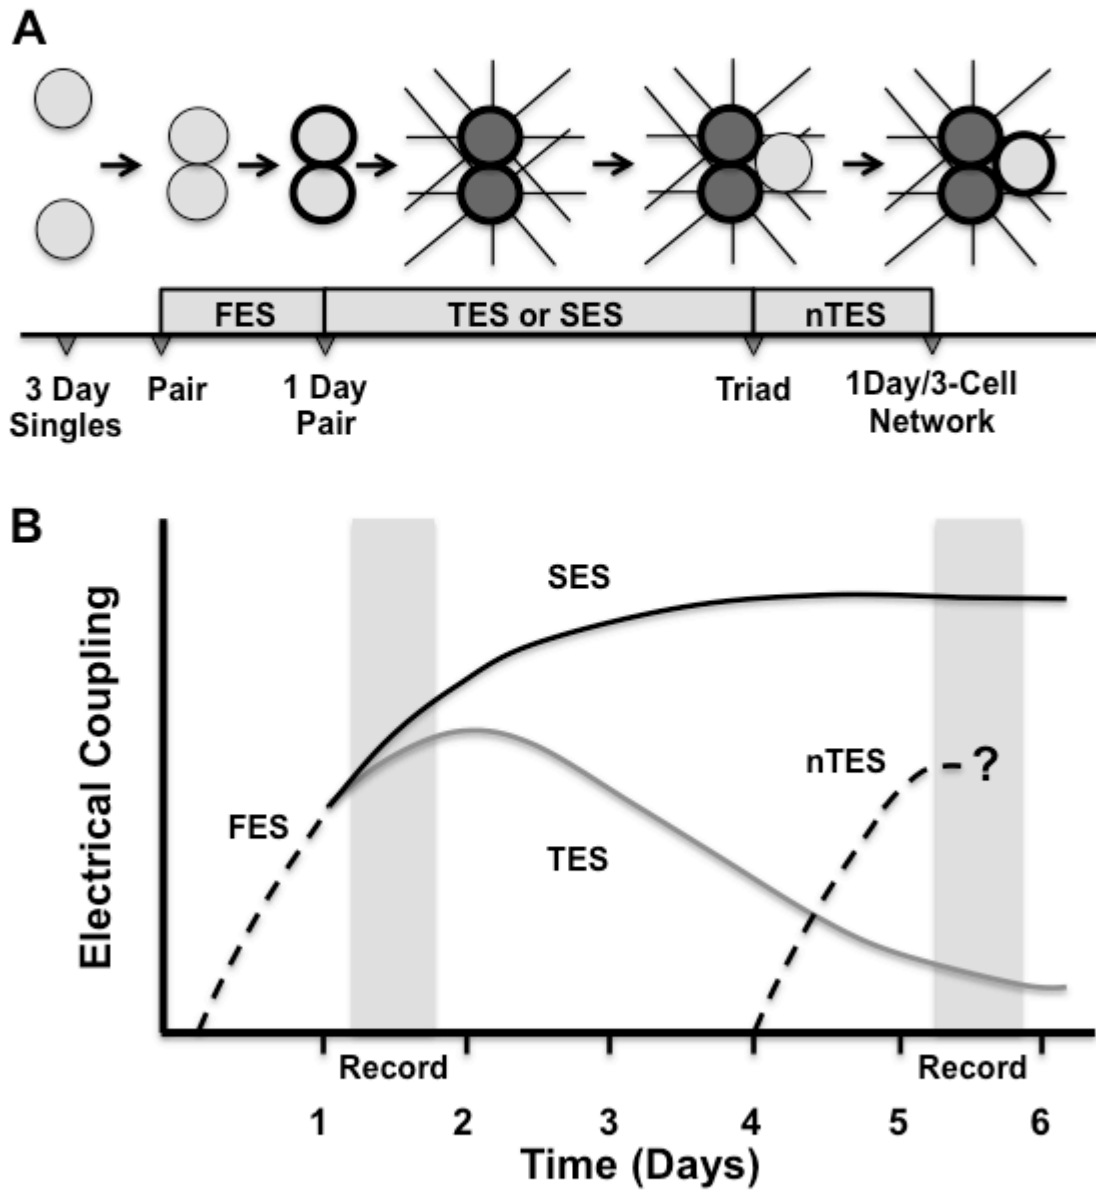 A
FES
TES or SES
nTES
3 Day
Singles
Pair
1 Day
Pair
Triad
1Day/3-Cell
Network
B
Electrical Coupling
SES
nTES
?
FES
TES
Record
Record
1 2 3 4 5 6
Time (Days)